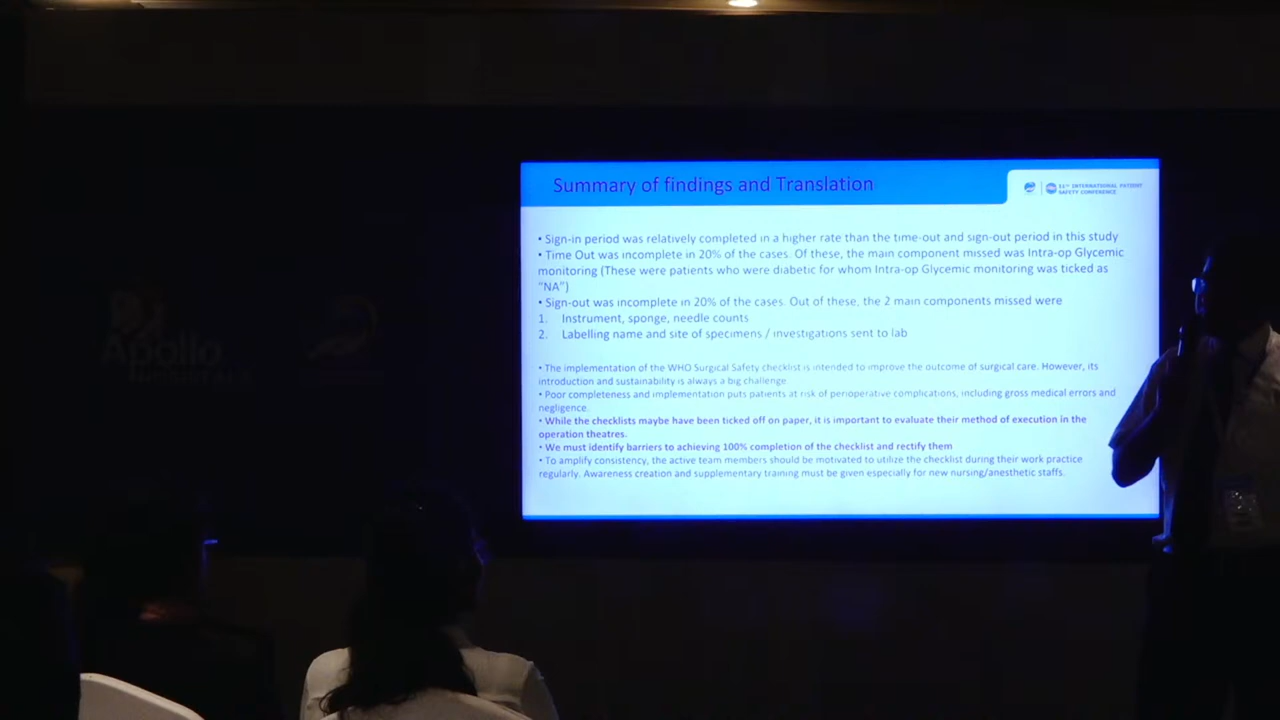 Summary of findings and Translation
11TH INTERNATIONAL PATIENT
SAFETY CONFERENCE
• Sign-in period was relatively completed in a higher rate than the time-out and sign-out period in this study
• Time Out was incomplete in 20% of the cases. Of these, the main component missed was Intra-op Glycemic
monitoring (These were patients who were diabetic for whom Intra-op Glycemic monitoring was ticked as
"NA")
• Sign-out was incomplete in 20% of the cases. Out of these, the 2 main components missed were
1. Instrument, sponge, needle counts
2. Labelling name and site of specimens / investigations sent to lab
• The implementation of the WHO Surgical Safety checklist is intended to improve the outcome of surgical care. However, its
introduction and sustainability is always a big challenge
• Poor completeness and implementation puts patients at risk of perioperative complications, including gross medical errors and
negligence.
• While the checklists maybe have been ticked off on paper, it is important to evaluate their method of execution in the
operation theatres.
• We must identify barriers to achieving 100% completion of the checklist and rectify them
• To amplify consistency, the active team members should be motivated to utilize the checklist during their work practice
regularly. Awareness creation and supplementary training must be given especially for new nursing/anesthetic staffs.
Apollo